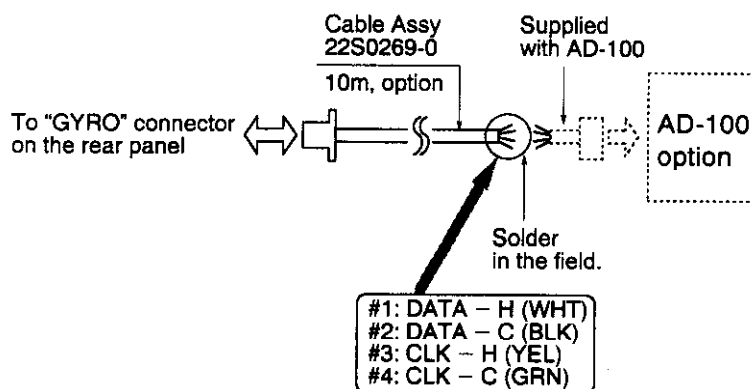 Cable Assy
22S0269-0
10m, option
Supplied
with AD-100
To "GYRO" connector
on the rear panel
AD-100
option
Solder
in the field.
#1: DATA – H (WHT)
#2: DATA – C (BLK)
#3: CLK – H (YEL)
#4: CLK – C (GRN)